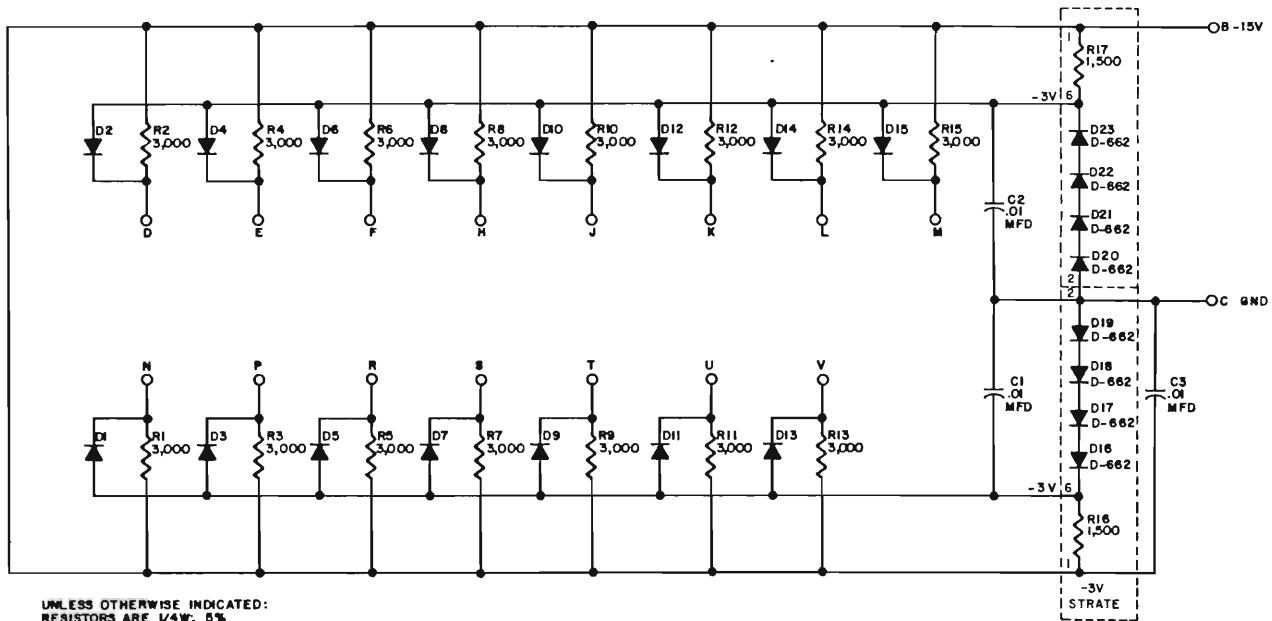 B -15V
1
R17
1,500
-3V 6
D2
R2
3,000
D4
R4
3,000
D6
R6
3,000
D8
R8
3,000
D10
R10
3,000
D12
R12
3,000
D14
R14
3,000
D15
R15
3,000
D23
D-662
D22
D-662
D21
D-662
D20
D-662
C2
.01
MFD
D
E
F
H
J
K
L
M
2
2
C GND
N
P
R
S
T
U
V
D19
D-662
D18
D-662
D17
D-662
D16
D-662
C1
.01
MFD
C3
.01
MFD
D1
R1
3,000
D3
R3
3,000
D5
R5
3,000
D7
R7
3,000
D9
R9
3,000
D11
R11
3,000
D13
R13
3,000
-3V 6
R16
1,500
1
-3V
STRATE
UNLESS OTHERWISE INDICATED:
RESISTORS ARE 1/4W; 5%